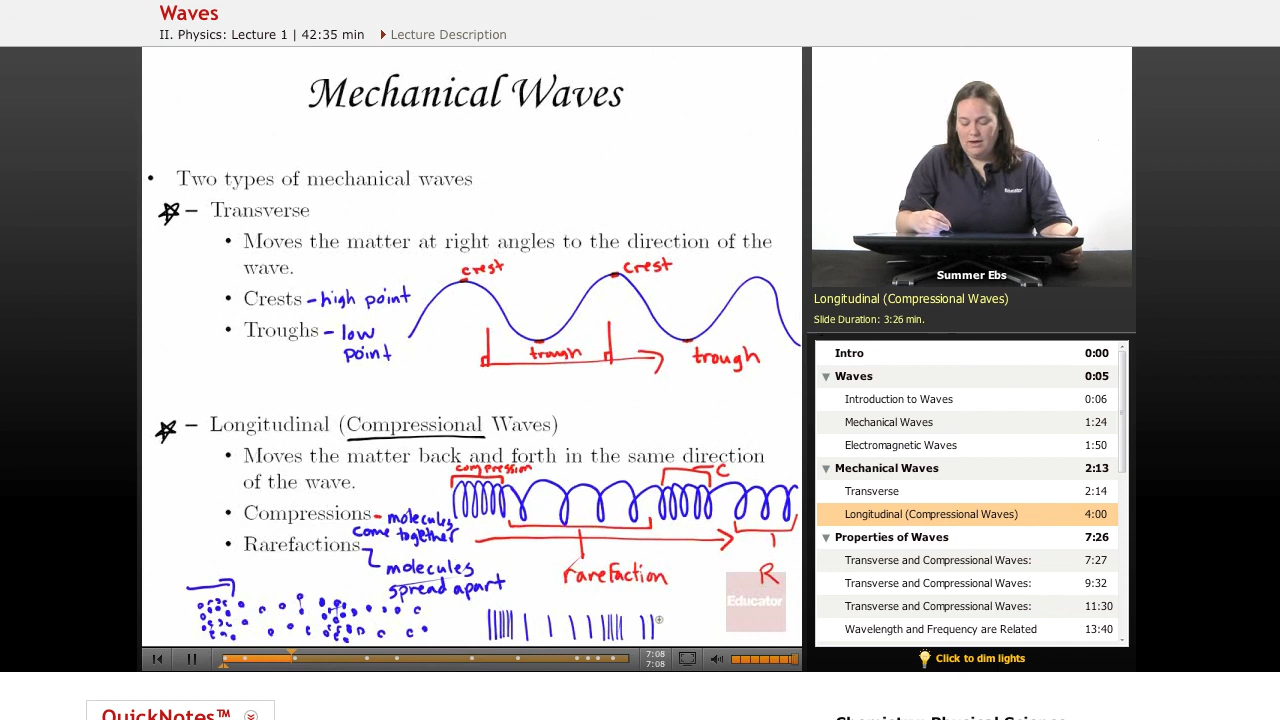 Waves
II. Physics: Lecture 1 | 42:35 min Lecture Description
Mechanical Waves
• Two types of mechanical waves
– Transverse
• Moves the matter at right angles to the direction of the
wave.
crest
crest
• Crests - high point
• Troughs - low
point
trough
trough
– Longitudinal (Compressional Waves)
• Moves the matter back and forth in the same direction
of the wave.
compression
C
• Compressions - molecules
come together
• Rarefactions
molecules
spread apart
rarefaction
R
Educator
7:08
7:08
Educator
Summer Ebs
Longitudinal (Compressional Waves)
Slide Duration: 3:26 min.
Intro 0:00
Waves 0:05
Introduction to Waves 0:06
Mechanical Waves 1:24
Electromagnetic Waves 1:50
Mechanical Waves 2:13
Transverse 2:14
Longitudinal (Compressional Waves) 4:00
Properties of Waves 7:26
Transverse and Compressional Waves: 7:27
Transverse and Compressional Waves: 9:32
Transverse and Compressional Waves: 11:30
Wavelength and Frequency are Related 13:40
Click to dim lights
QuickNotes™
Chemistry: Physical Science